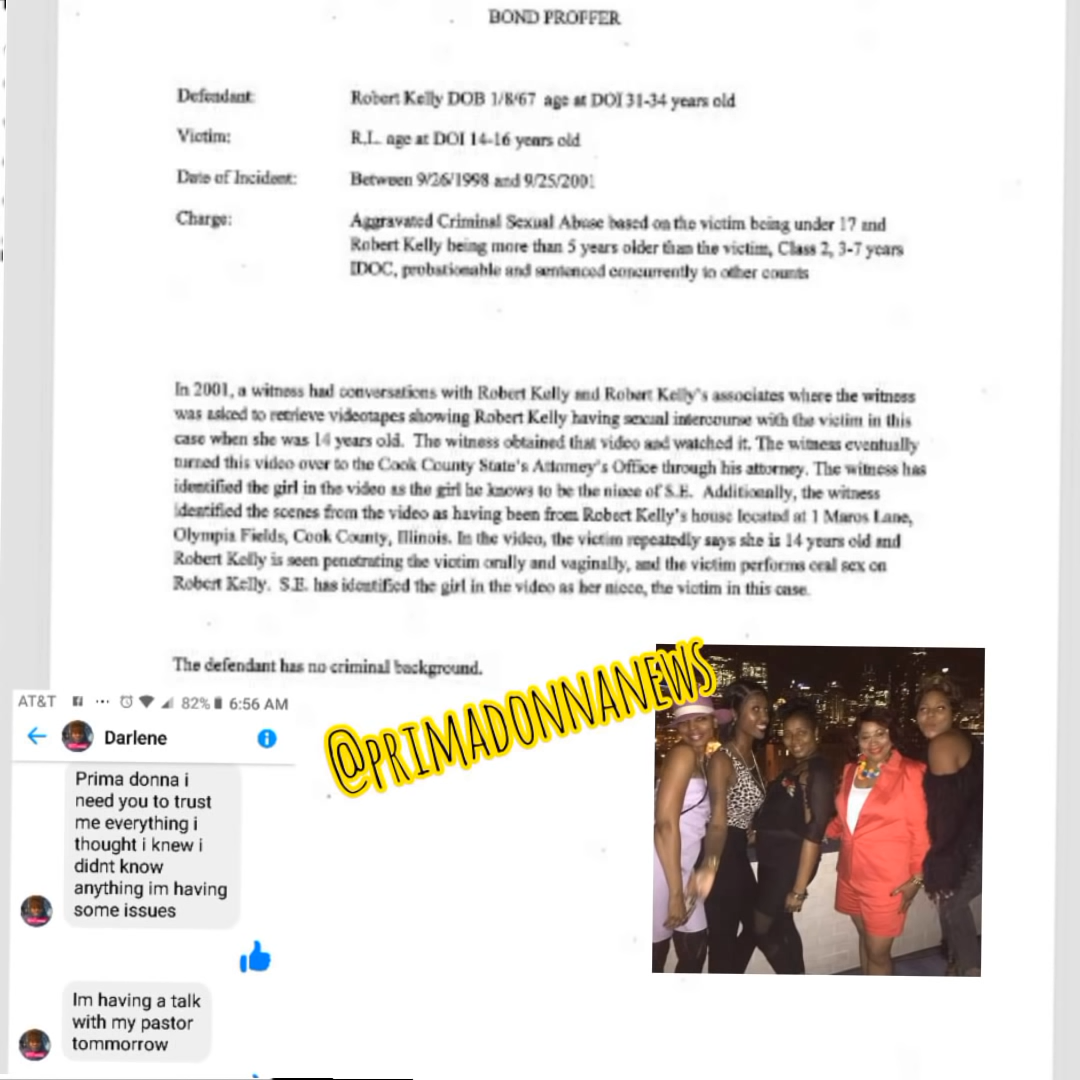 BOND PROFFER
Defendant: Robert Kelly DOB 1/8/67 age at DOI 31-34 years old
Victim: R.L. age at DOI 14-16 years old
Date of Incident: Between 9/26/1998 and 9/25/2001
Charge: Aggravated Criminal Sexual Abuse based on the victim being under 17 and
Robert Kelly being more than 5 years older than the victim, Class 2, 3-7 years
IDOC, probationable and sentenced concurrently to other counts
In 2001, a witness had conversations with Robert Kelly and Robert Kelly's associates where the witness
was asked to retrieve videotapes showing Robert Kelly having sexual intercourse with the victim in this
case when she was 14 years old. The witness obtained that video and watched it. The witness eventually
turned this video over to the Cook County State's Attorney's Office through his attorney. The witness has
identified the girl in the video as the girl he knows to be the niece of S.E. Additionally, the witness
identified the scenes from the video as having been from Robert Kelly's house located at 1 Maros Lane,
Olympia Fields, Cook County, Illinois. In the video, the victim repeatedly says she is 14 years old and
Robert Kelly is seen penetrating the victim orally and vaginally, and the victim performs oral sex on
Robert Kelly. S.E. has identified the girl in the video as her niece, the victim in this case.
The defendant has no criminal background.
@PRIMADONNANEWS
AT&T 82% 6:56 AM
Darlene
Prima donna i
need you to trust
me everything i
thought i knew i
didnt know
anything im having
some issues
Im having a talk
with my pastor
tommorrow